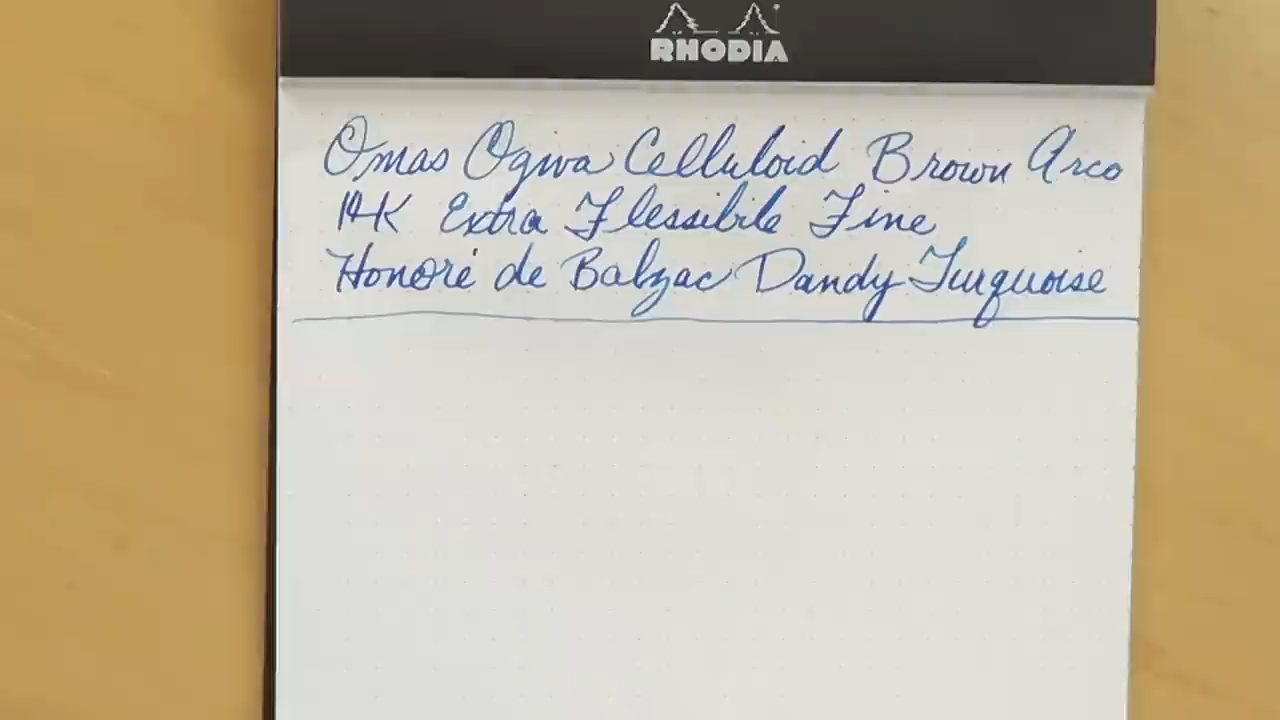 RHODIA
Omas Ogiva Celluloid Brown Arco
14K Extra Flessibile Fine
Honoré de Balzac Dandy Turquoise